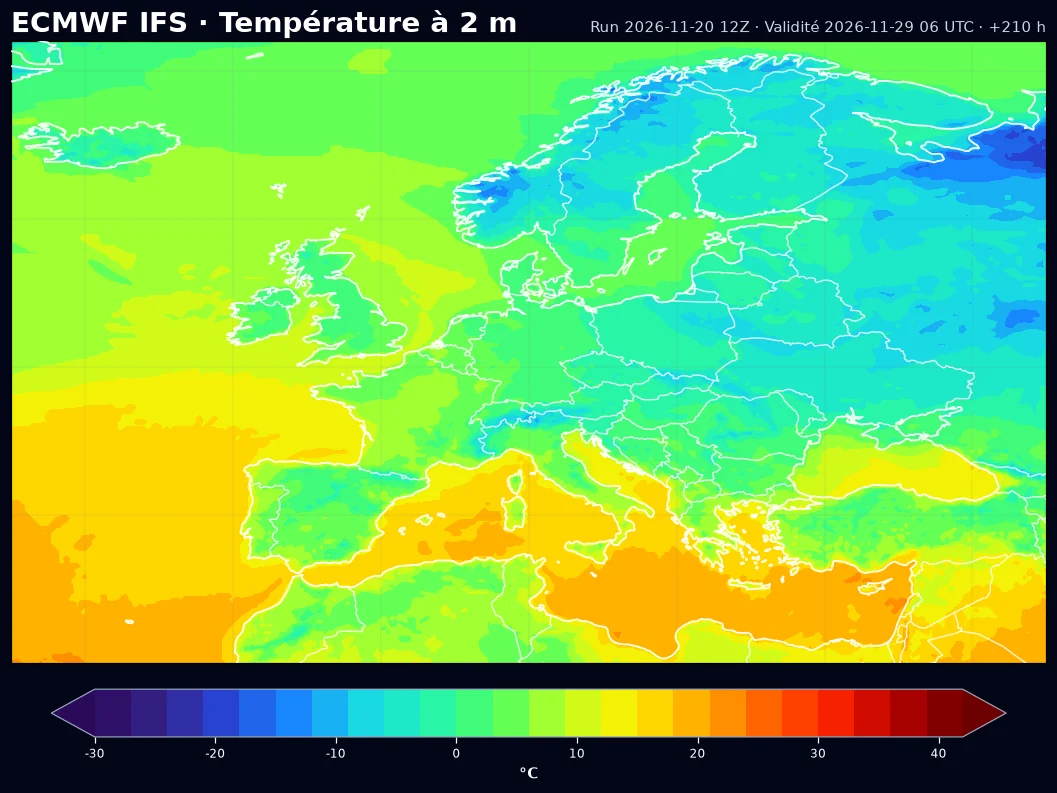 ECMWF IFS · Température à 2 m
Run 2026-11-20 12Z · Validité 2026-11-29 06 UTC · +210 h
-30 -20 -10 0 10 20 30 40
°C